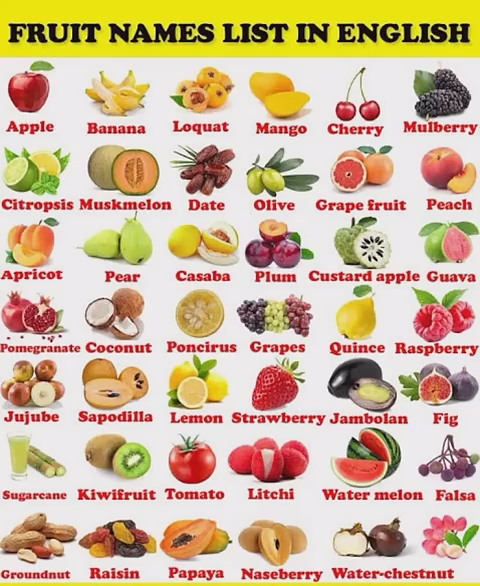 FRUIT NAMES LIST IN ENGLISH
Apple Banana Loquat Mango Cherry Mulberry
Citropsis Muskmelon Date Olive Grape fruit Peach
Apricot Pear Casaba Plum Custard apple Guava
Pomegranate Coconut Poncirus Grapes Quince Raspberry
Jujube Sapodilla Lemon Strawberry Jambolan Fig
Sugarcane Kiwifruit Tomato Litchi Water melon Falsa
Groundnut Raisin Papaya Naseberry Water-chestnut